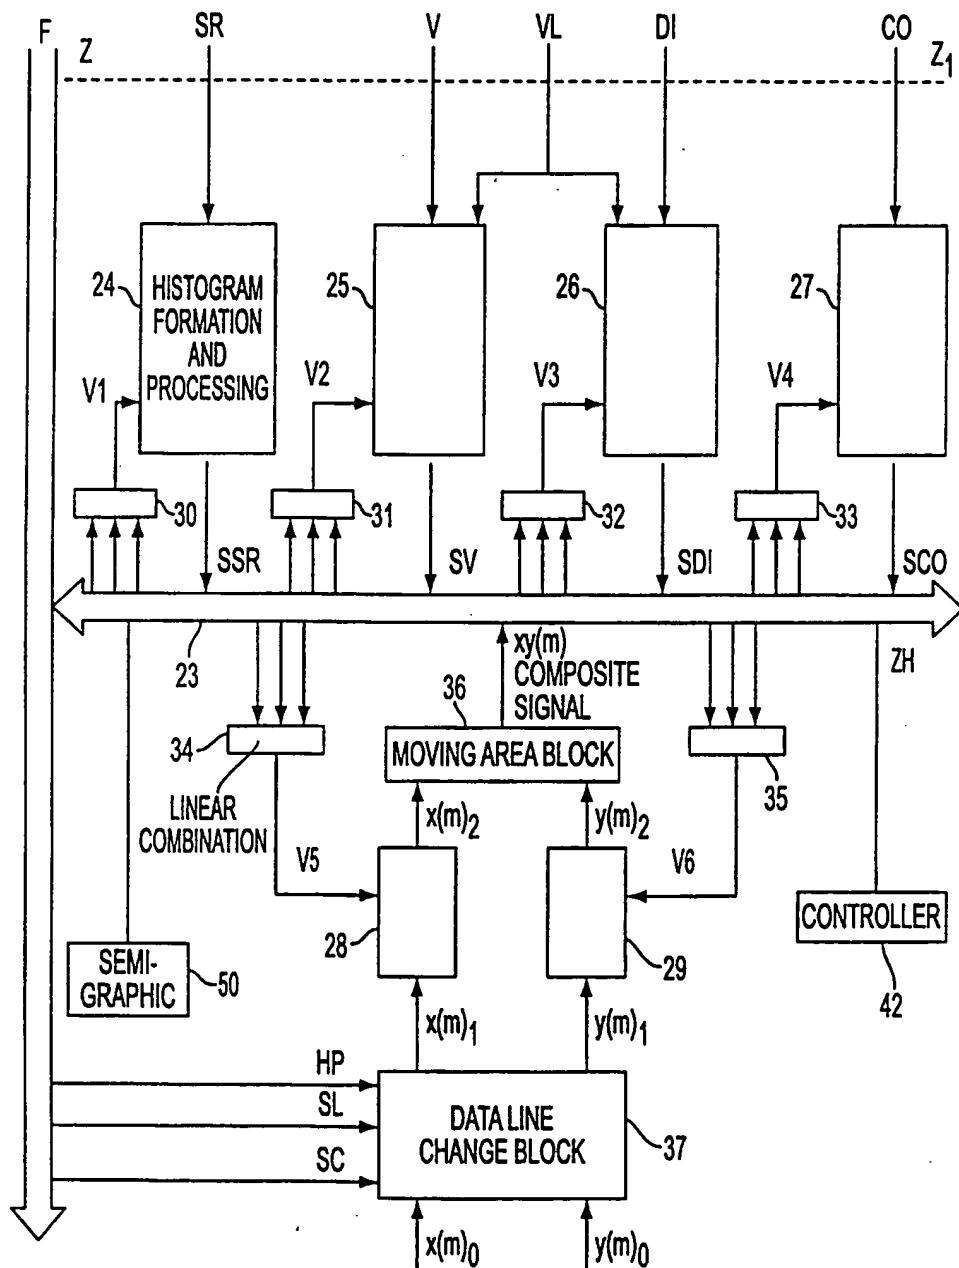 F
Z
SR
V
VL
DI
CO
Z1
24
HISTOGRAM
FORMATION
AND
PROCESSING
25
26
27
V1
V2
V3
V4
30
31
32
33
SSR
SV
SDI
SCO
23
xy(m)
COMPOSITE
SIGNAL
ZH
34
36
MOVING AREA BLOCK
35
LINEAR
COMBINATION
x(m)2
y(m)2
V5
V6
28
29
CONTROLLER
42
SEMI-
GRAPHIC
50
x(m)1
y(m)1
HP
SL
SC
DATA LINE
CHANGE BLOCK
37
x(m)0
y(m)0